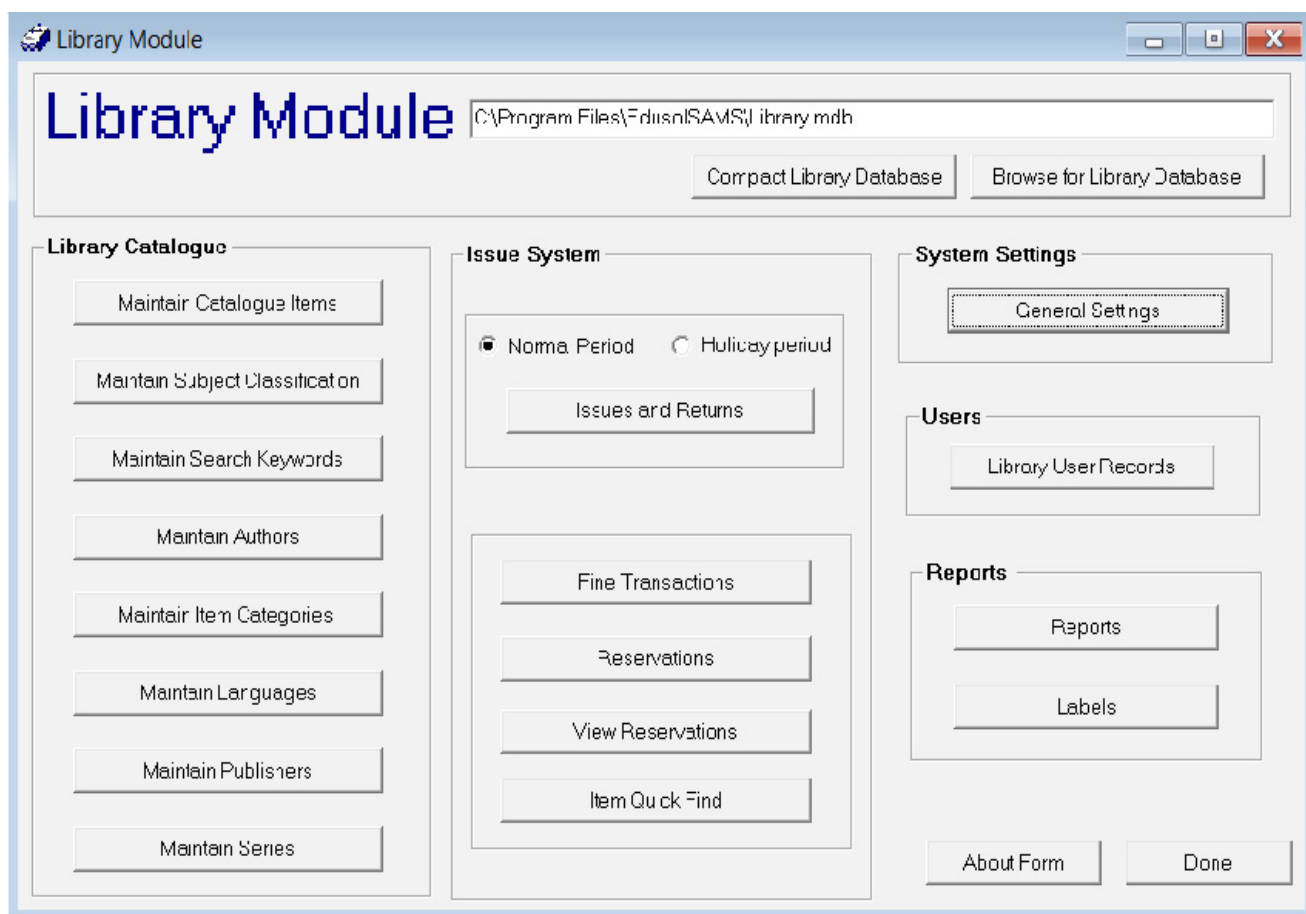 Library Module
Library Module
C:\Program Files\EdusolSAMS\Library.mdb
Compact Library Database
Browse for Library Database
Library Catalogue
Maintain Catalogue Items
Maintain Subject Classification
Maintain Search Keywords
Maintain Authors
Maintain Item Categories
Maintain Languages
Maintain Publishers
Maintain Series
Issue System
Normal Period
Holiday period
Issues and Returns
Fine Transactions
Reservations
View Reservations
Item Quick Find
System Settings
General Settings
Users
Library User Records
Reports
Reports
Labels
About Form
Done